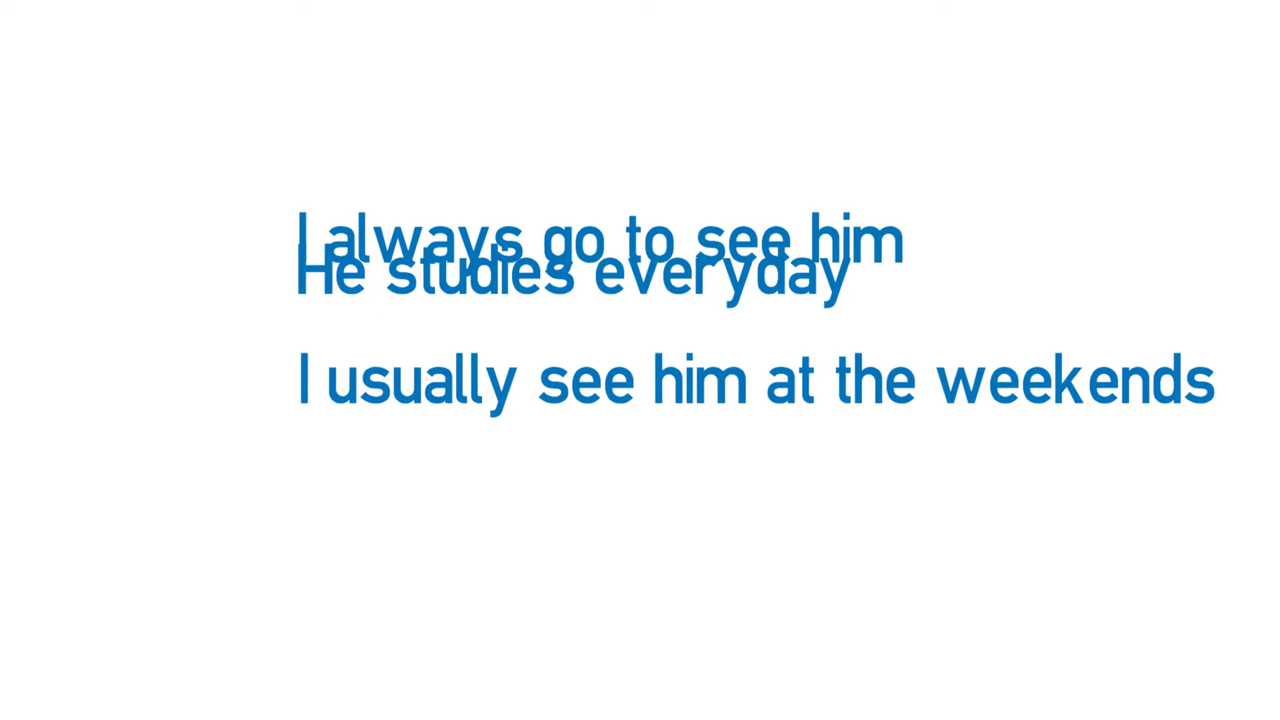 I always go to see him
He studies everyday
I usually see him at the weekends